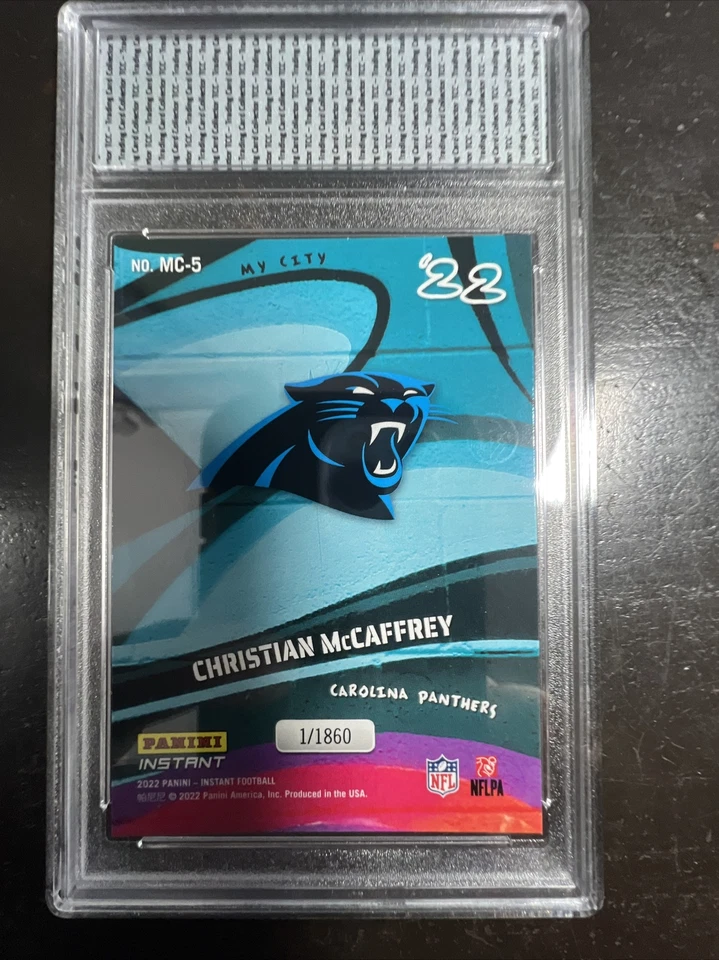 NO. MC-5
MY CITY
'22
CHRISTIAN McCAFFREY
CAROLINA PANTHERS
1/1860
PANINI
INSTANT
2022 PANINI – INSTANT FOOTBALL
© 2022 Panini America, Inc. Produced in the USA.
NFL
NFLPA